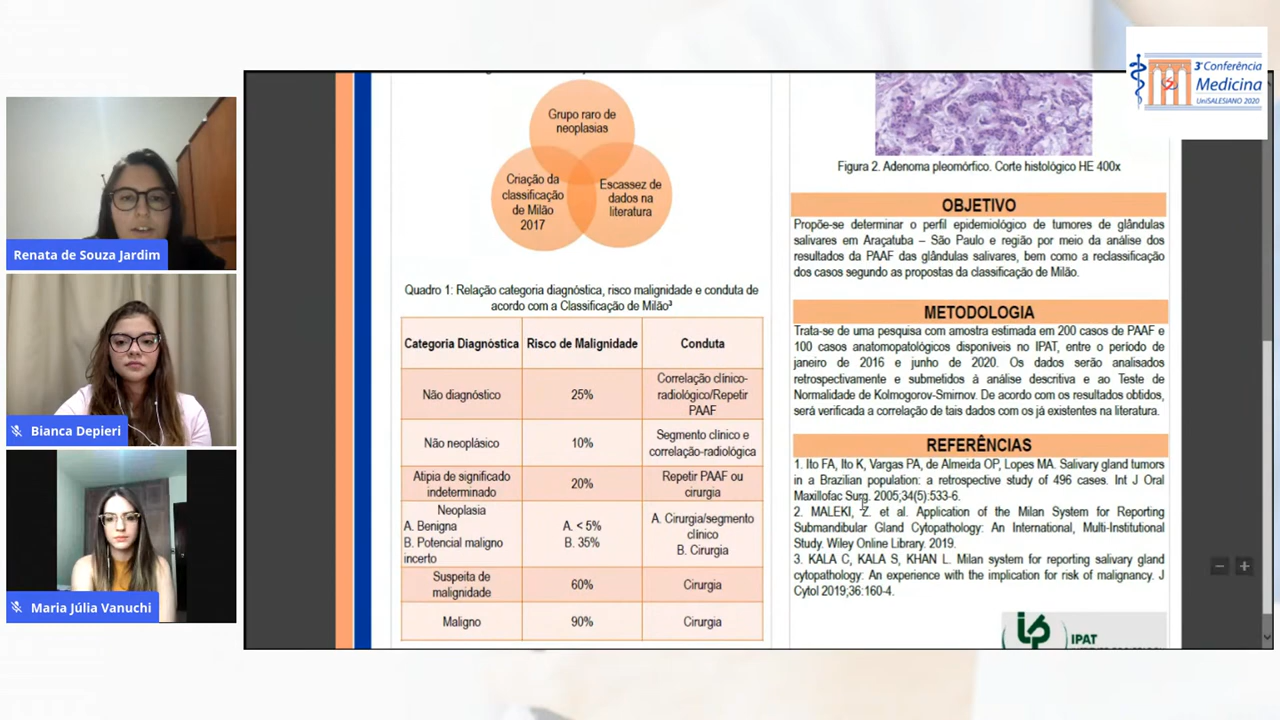 3ª Conferência
Medicina
UniSALESIANO 2020
Renata de Souza Jardim
Bianca Depieri
Maria Júlia Vanuchi
Grupo raro de
neoplasias
Criação da
classificação
de Milão
2017
Escassez de
dados na
literatura
Quadro 1: Relação categoria diagnóstica, risco malignidade e conduta de
acordo com a Classificação de Milão³
Categoria Diagnóstica Risco de Malignidade Conduta
Não diagnóstico 25% Correlação clínico-
radiológico/Repetir
PAAF
Não neoplásico 10% Segmento clínico e
correlação-radiológica
Atipia de significado
indeterminado 20% Repetir PAAF ou
cirurgia
Neoplasia
A. Benigna
B. Potencial maligno
incerto
A. < 5%
B. 35%
A. Cirurgia/segmento
clínico
B. Cirurgia
Suspeita de
malignidade 60% Cirurgia
Maligno 90% Cirurgia
Figura 2. Adenoma pleomórfico. Corte histológico HE 400x
OBJETIVO
Propõe-se determinar o perfil epidemiológico de tumores de glândulas
salivares em Araçatuba – São Paulo e região por meio da análise dos
resultados da PAAF das glândulas salivares, bem como a reclassificação
dos casos segundo as propostas da classificação de Milão.
METODOLOGIA
Trata-se de uma pesquisa com amostra estimada em 200 casos de PAAF e
100 casos anatomopatológicos disponíveis no IPAT, entre o período de
janeiro de 2016 e junho de 2020. Os dados serão analisados
retrospectivamente e submetidos à análise descritiva e ao Teste de
Normalidade de Kolmogorov-Smirnov. De acordo com os resultados obtidos,
será verificada a correlação de tais dados com os já existentes na literatura.
REFERÊNCIAS
1. Ito FA, Ito K, Vargas PA, de Almeida OP, Lopes MA. Salivary gland tumors
in a Brazilian population: a retrospective study of 496 cases. Int J Oral
Maxillofac Surg. 2005,34(5):533-6.
2. MALEKI, Z. et al. Application of the Milan System for Reporting
Submandibular Gland Cytopathology: An International, Multi-Institutional
Study. Wiley Online Library. 2019.
3. KALA C, KALA S, KHAN L. Milan system for reporting salivary gland
cytopathology: An experience with the implication for risk of malignancy. J
Cytol 2019;36:160-4.
IPAT